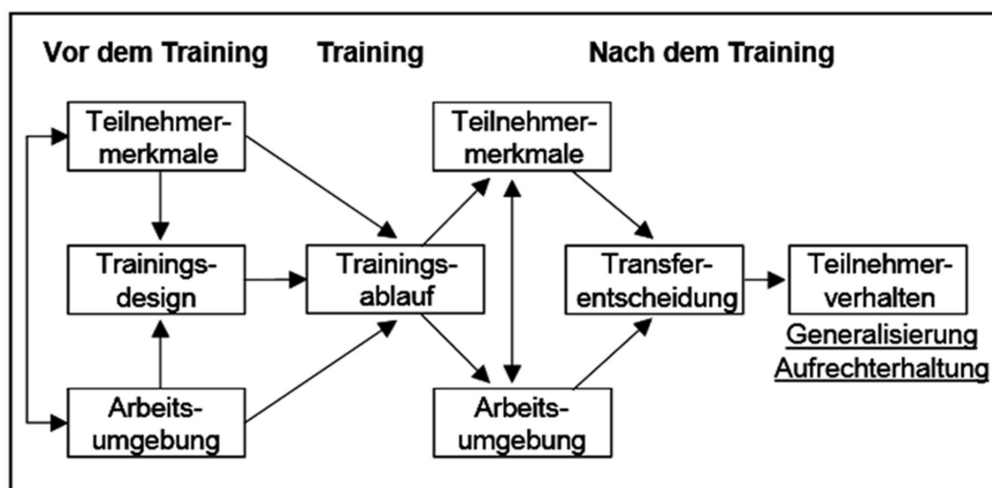 Vor dem Training
Training
Nach dem Training
Teilnehmer-
merkmale
Teilnehmer-
merkmale
Trainings-
design
Trainings-
ablauf
Transfer-
entscheidung
Teilnehmer-
verhalten
Generalisierung
Aufrechterhaltung
Arbeits-
umgebung
Arbeits-
umgebung